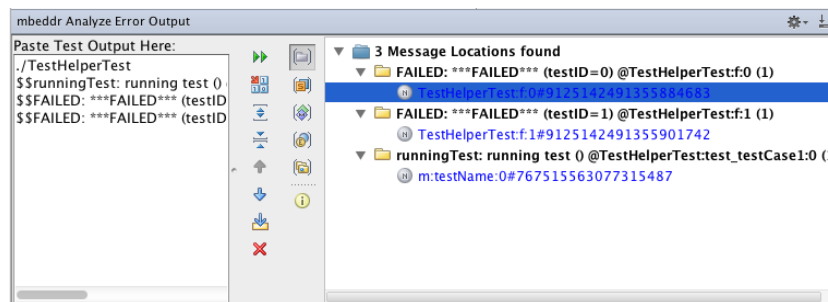 mbeddr Analyze Error Output
Paste Test Output Here:
./TestHelperTest
$$runningTest: running test ()
$$FAILED: ***FAILED*** (testID
$$FAILED: ***FAILED*** (testID
3 Message Locations found
FAILED: ***FAILED*** (testID=0) @TestHelperTest:f:0 (1)
TestHelperTest:f:0#9125142491355884683
FAILED: ***FAILED*** (testID=1) @TestHelperTest:f:1 (1)
TestHelperTest:f:1#9125142491355901742
runningTest: running test () @TestHelperTest:test_testCase1:0 (
m:testName:0#767515563077315487